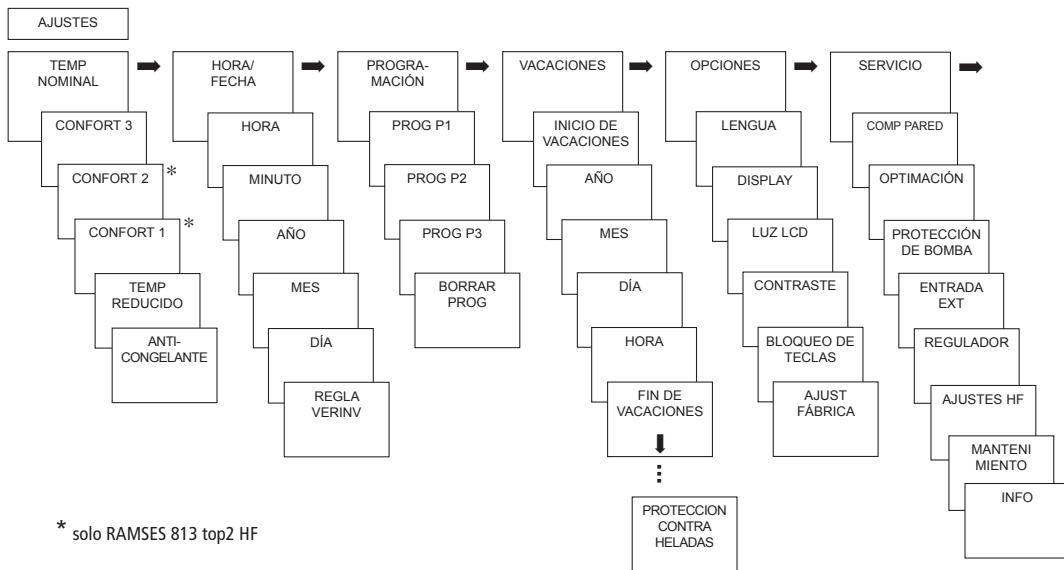 AJUSTES
TEMP
NOMINAL
CONFORT 3
CONFORT 2
*
CONFORT 1
*
TEMP
REDUCIDO
ANTI-
CONGELANTE
HORA/
FECHA
HORA
MINUTO
AÑO
MES
DÍA
REGLA
VERINV
PROGRA-
MACIÓN
PROG P1
PROG P2
PROG P3
BORRAR
PROG
VACACIONES
INICIO DE
VACACIONES
AÑO
MES
DÍA
HORA
FIN DE
VACACIONES
PROTECCION
CONTRA
HELADAS
OPCIONES
LENGUA
DISPLAY
LUZ LCD
CONTRASTE
BLOQUEO DE
TECLAS
AJUST
FÁBRICA
SERVICIO
COMP PARED
OPTIMACIÓN
PROTECCIÓN
DE BOMBA
ENTRADA
EXT
REGULADOR
AJUSTES HF
MANTENI
MIENTO
INFO
* solo RAMSES 813 top2 HF